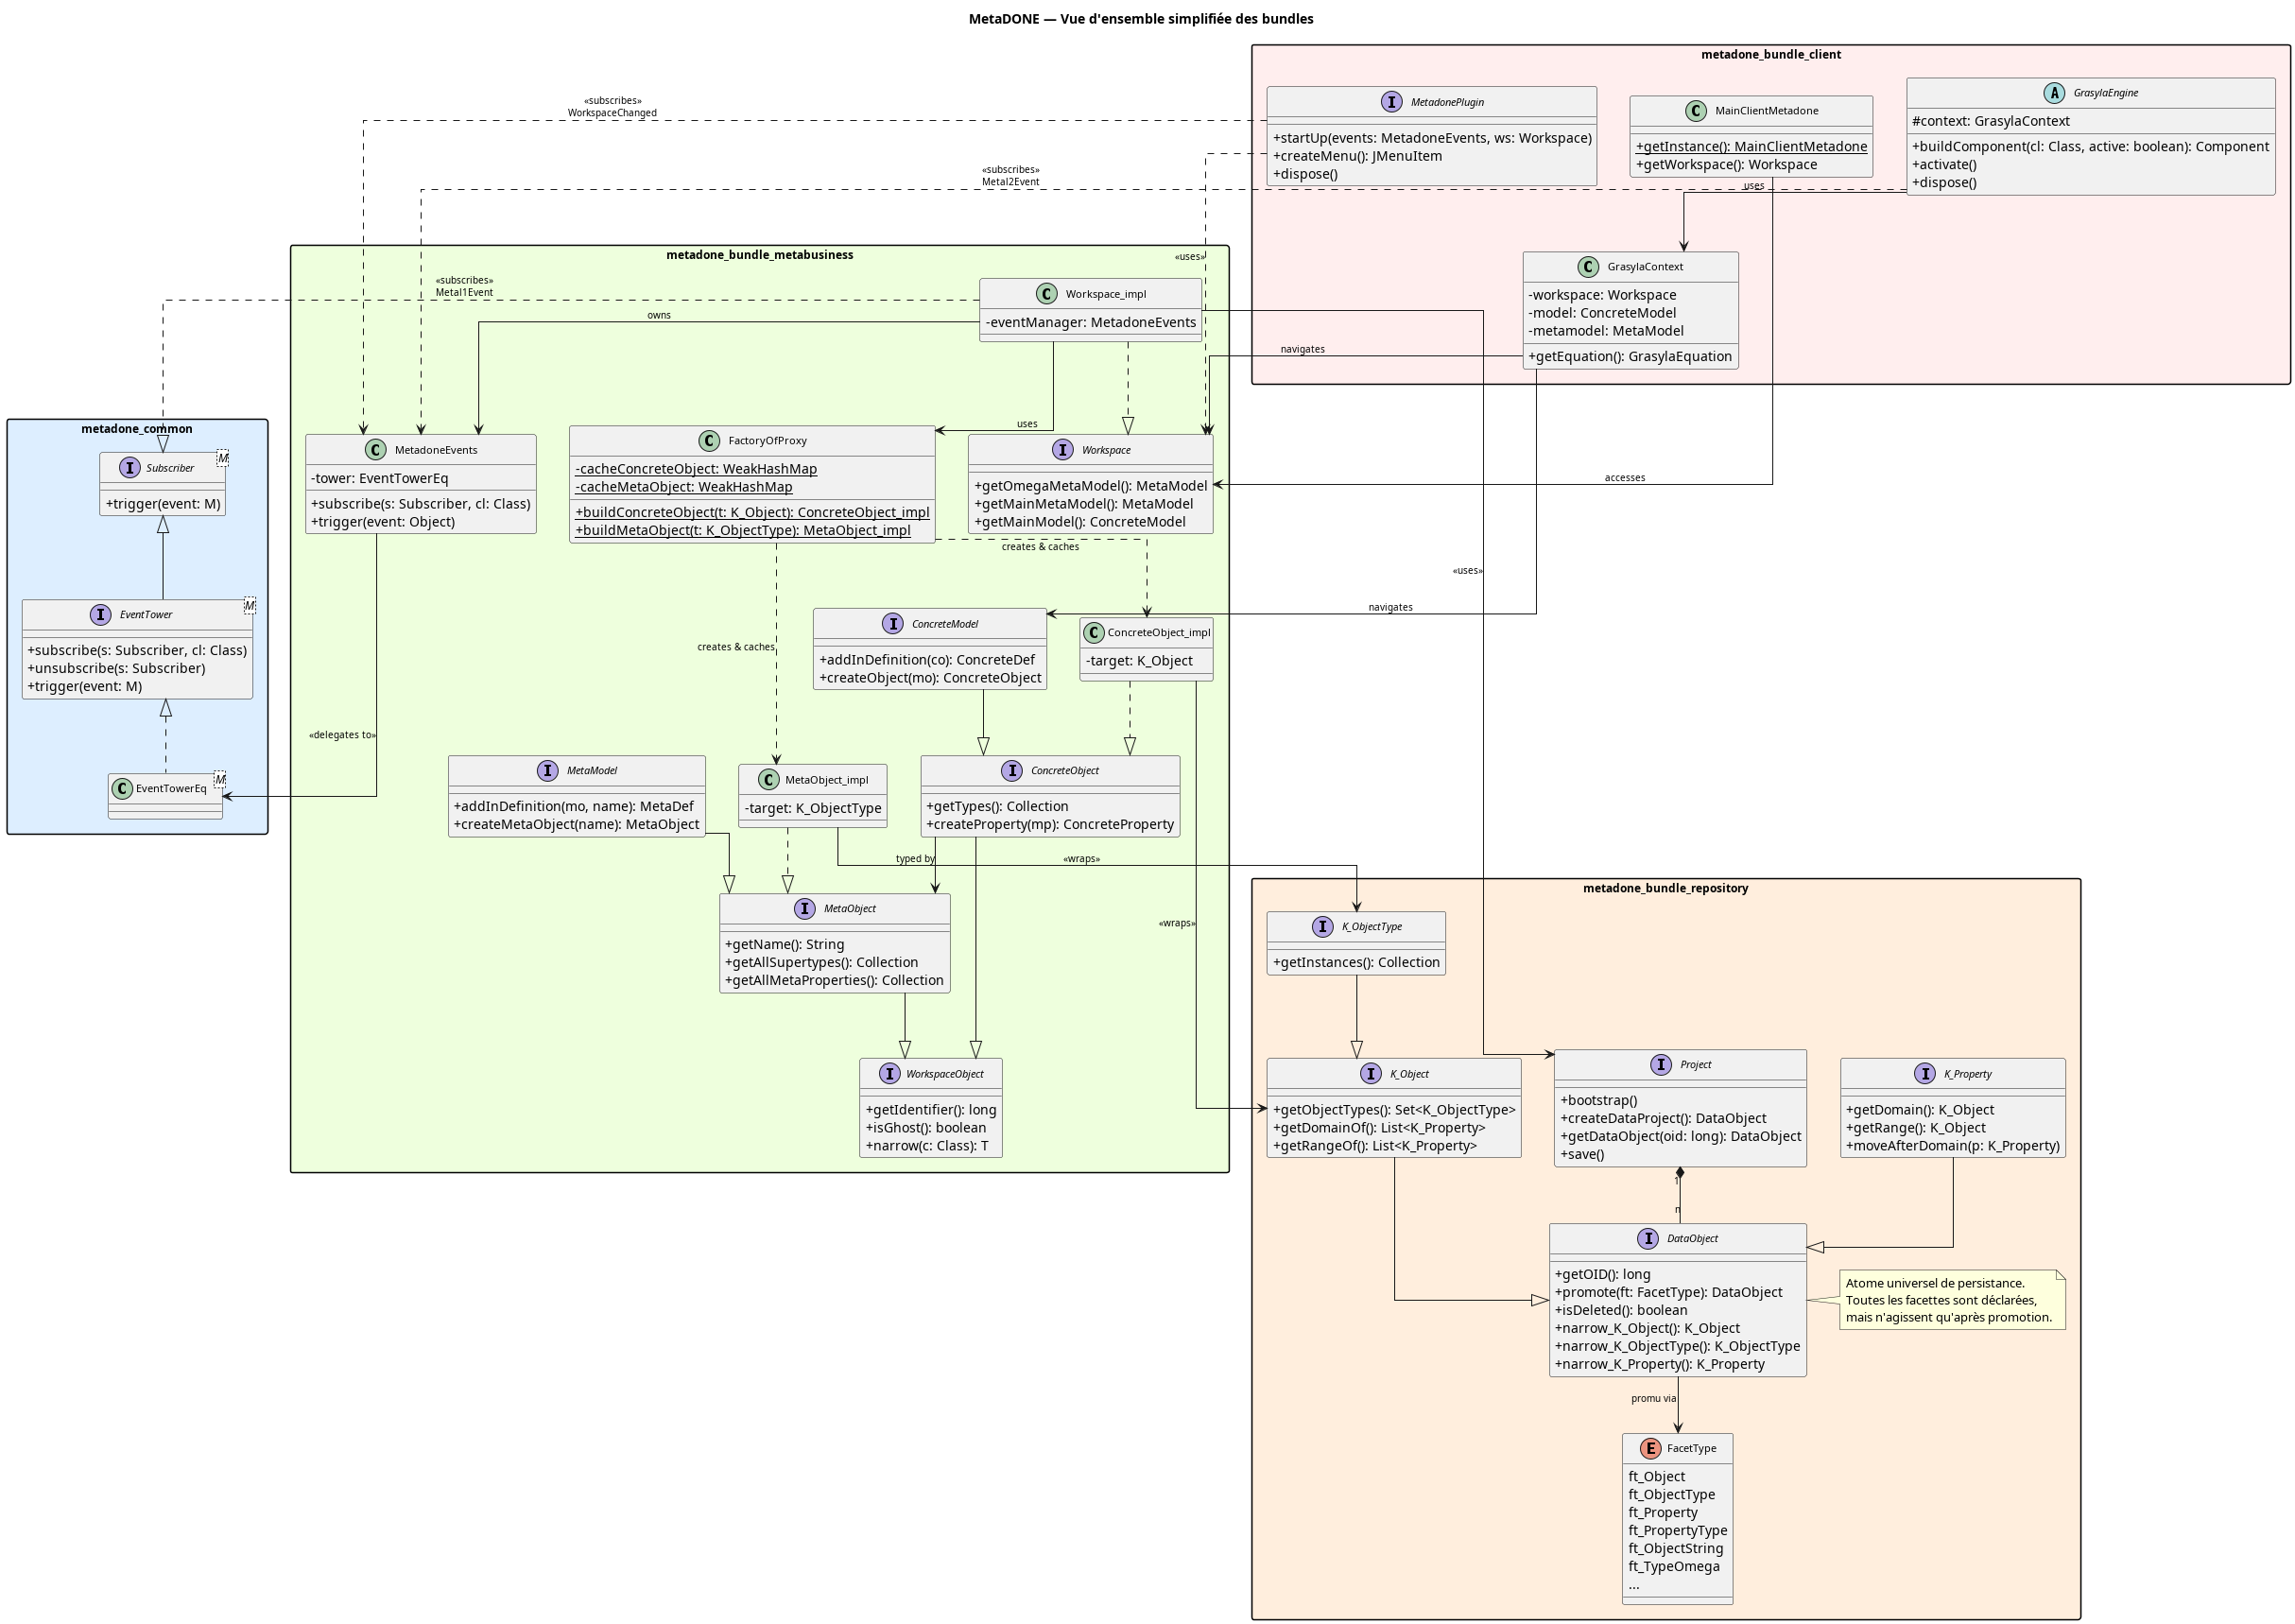 MetaDONE — Vue d'ensemble simplifiée des bundles
metadone_bundle_client
MetadonePlugin
+startUp(events: MetadoneEvents, ws: Workspace)
+createMenu(): JMenuItem
+dispose()
MainClientMetadone
+getInstance(): MainClientMetadone
+getWorkspace(): Workspace
GrasylaEngine
#context: GrasylaContext
+buildComponent(cl: Class, active: boolean): Component
+activate()
+dispose()
«subscribes»
WorkspaceChanged
«subscribes»
Metal2Event
uses
GrasylaContext
-workspace: Workspace
-model: ConcreteModel
-metamodel: MetaModel
+getEquation(): GrasylaEquation
metadone_bundle_metabusiness
«uses»
«subscribes»
Metal1Event
Workspace_impl
-eventManager: MetadoneEvents
owns
navigates
uses
metadone_common
Subscriber
M
+trigger(event: M)
EventTower
M
+subscribe(s: Subscriber, cl: Class)
+unsubscribe(s: Subscriber)
+trigger(event: M)
EventTowerEq
M
MetadoneEvents
-tower: EventTowerEq
+subscribe(s: Subscriber, cl: Class)
+trigger(event: Object)
FactoryOfProxy
-cacheConcreteObject: WeakHashMap
-cacheMetaObject: WeakHashMap
+buildConcreteObject(t: K_Object): ConcreteObject_impl
+buildMetaObject(t: K_ObjectType): MetaObject_impl
Workspace
+getOmegaMetaModel(): MetaModel
+getMainMetaModel(): MetaModel
+getMainModel(): ConcreteModel
accesses
creates & caches
«uses»
navigates
creates & caches
ConcreteModel
+addInDefinition(co): ConcreteDef
+createObject(mo): ConcreteObject
ConcreteObject_impl
-target: K_Object
«delegates to»
MetaModel
+addInDefinition(mo, name): MetaDef
+createMetaObject(name): MetaObject
MetaObject_impl
-target: K_ObjectType
ConcreteObject
+getTypes(): Collection
+createProperty(mp): ConcreteProperty
typed by
«wraps»
«wraps»
MetaObject
+getName(): String
+getAllSupertypes(): Collection
+getAllMetaProperties(): Collection
WorkspaceObject
+getIdentifier(): long
+isGhost(): boolean
+narrow(c: Class): T
metadone_bundle_repository
K_ObjectType
+getInstances(): Collection
K_Object
+getObjectTypes(): Set<K_ObjectType>
+getDomainOf(): List<K_Property>
+getRangeOf(): List<K_Property>
Project
+bootstrap()
+createDataProject(): DataObject
+getDataObject(oid: long): DataObject
+save()
K_Property
+getDomain(): K_Object
+getRange(): K_Object
+moveAfterDomain(p: K_Property)
1
n
DataObject
+getOID(): long
+promote(ft: FacetType): DataObject
+isDeleted(): boolean
+narrow_K_Object(): K_Object
+narrow_K_ObjectType(): K_ObjectType
+narrow_K_Property(): K_Property
Atome universel de persistance.
Toutes les facettes sont déclarées,
mais n'agissent qu'après promotion.
promu via
FacetType
ft_Object
ft_ObjectType
ft_Property
ft_PropertyType
ft_ObjectString
ft_TypeOmega
...